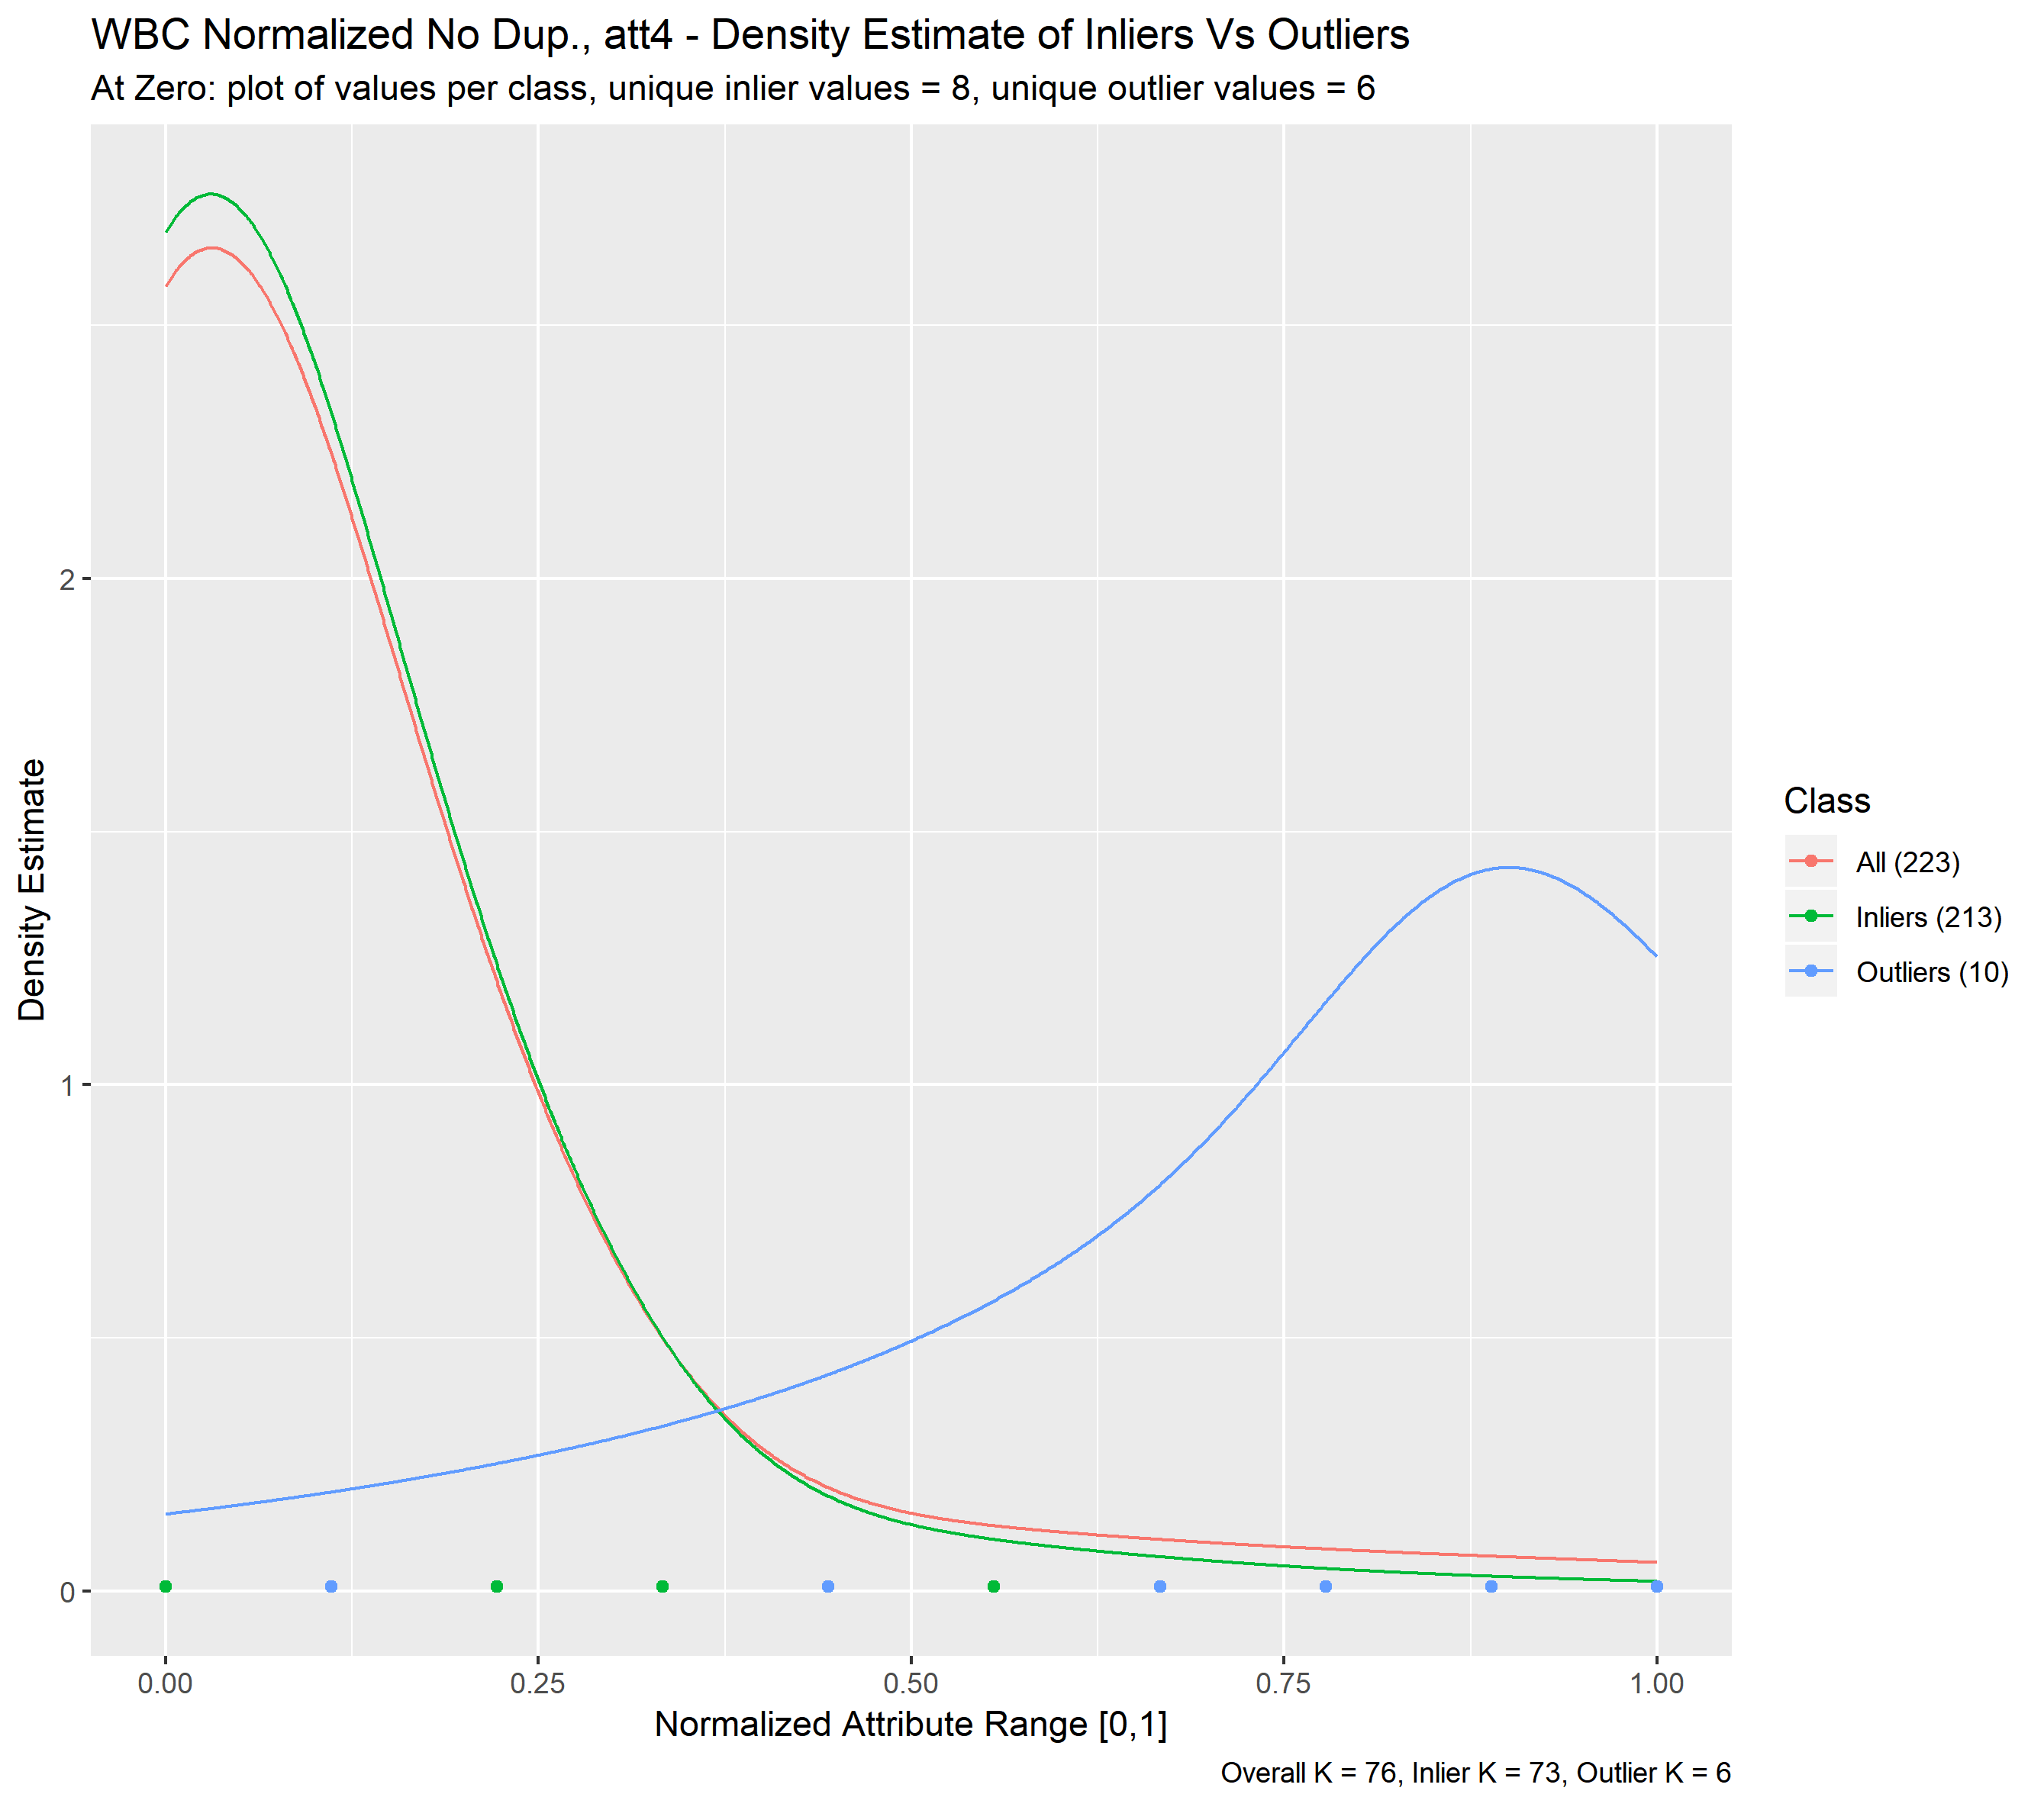 WBC Normalized No Dup., att4 - Density Estimate of Inliers Vs Outliers
At Zero: plot of values per class, unique inlier values = 8, unique outlier values = 6
Density Estimate
2
1
0
0.00 0.25 0.50 0.75 1.00
Normalized Attribute Range [0,1]
Class
All (223)
Inliers (213)
Outliers (10)
Overall K = 76, Inlier K = 73, Outlier K = 6